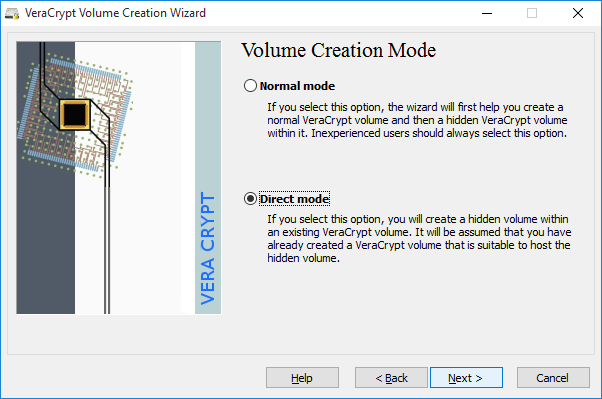 VeraCrypt Volume Creation Wizard
Volume Creation Mode
Normal mode
If you select this option, the wizard will first help you create a
normal VeraCrypt volume and then a hidden VeraCrypt volume
within it. Inexperienced users should always select this option.
Direct mode
If you select this option, you will create a hidden volume within
an existing VeraCrypt volume. It will be assumed that you have
already created a VeraCrypt volume that is suitable to host the
hidden volume.
VERA CRYPT
Help
< Back
Next >
Cancel